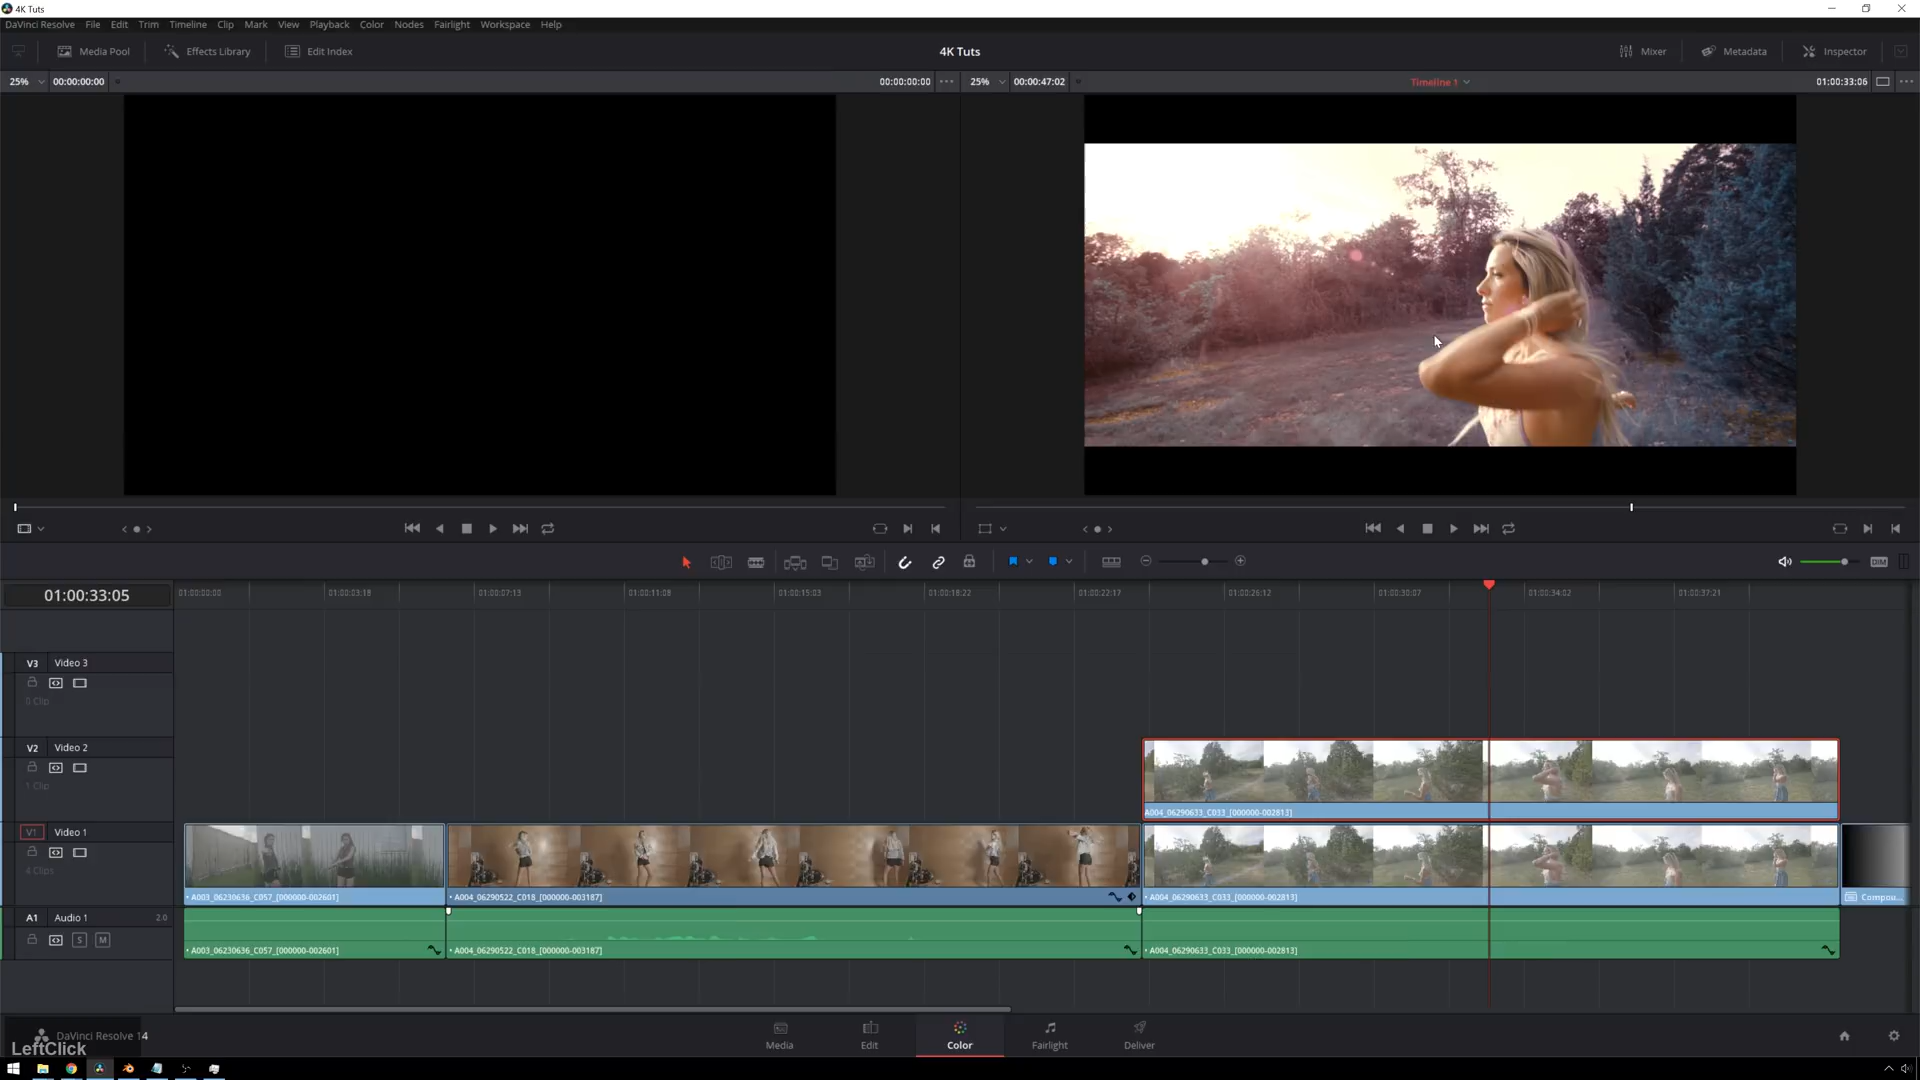 4K Tuts
DaVinci Resolve File Edit Trim Timeline Clip Mark View Playback Color Nodes Fairlight Workspace Help
Media Pool Effects Library Edit Index 4K Tuts Mixer Metadata Inspector
25% 00:00:00:00 00:00:00:00 25% 00:00:47:02 Timeline 1 01:00:33:06
DIM
01:00:33:05 01:00:00:00 01:00:03:18 01:00:07:13 01:00:11:08 01:00:15:03 01:00:18:22 01:00:22:17 01:00:26:12 01:00:30:07 01:00:34:02 01:00:37:21
V3 Video 3
0 Clip
V2 Video 2
1 Clip
A004_06290633_C033_[000000-002813]
V1 Video 1
4 Clips
A003_06230636_C057_[000000-002601] A004_06290522_C018_[000000-003187] A004_06290633_C033_[000000-002813] Compou...
A1 Audio 1 2.0
S M
A003_06230636_C057_[000000-002601] A004_06290522_C018_[000000-003187] A004_06290633_C033_[000000-002813]
DaVinci Resolve 14
LeftClick
Media Edit Color Fairlight Deliver